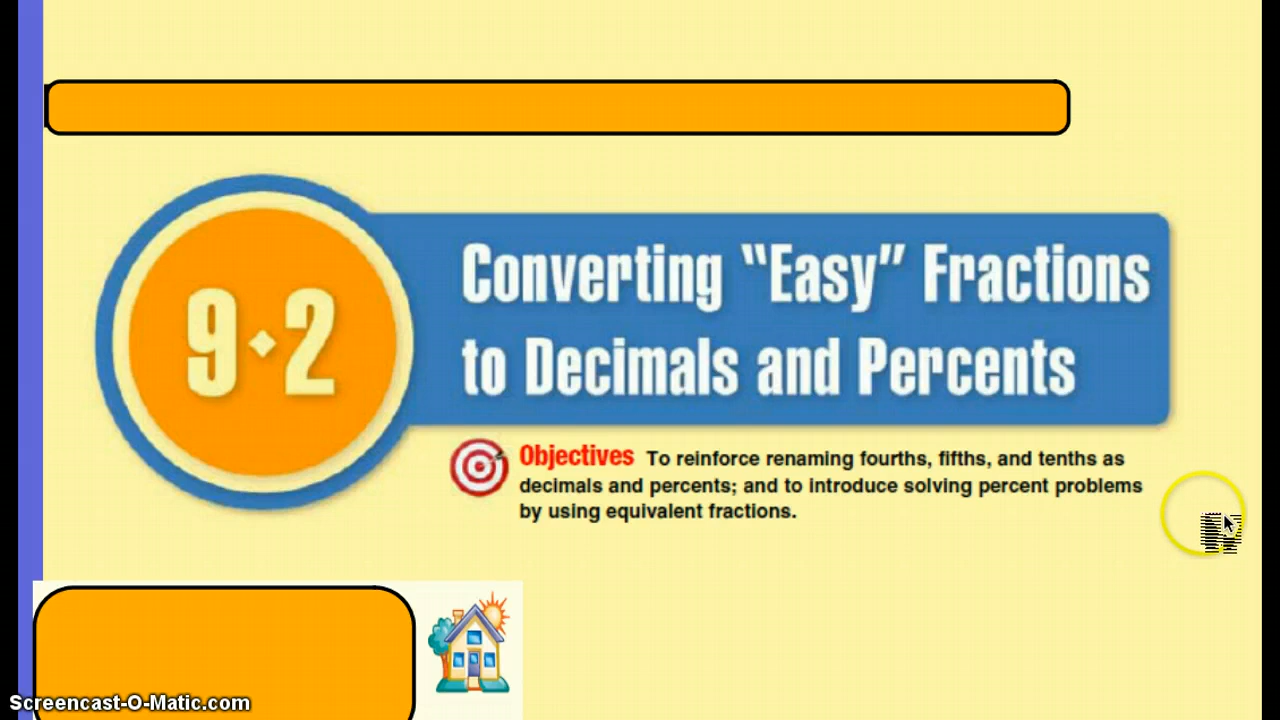 9·2
Converting “Easy” Fractions
to Decimals and Percents
Objectives To reinforce renaming fourths, fifths, and tenths as
decimals and percents; and to introduce solving percent problems
by using equivalent fractions.
Screencast-O-Matic.com